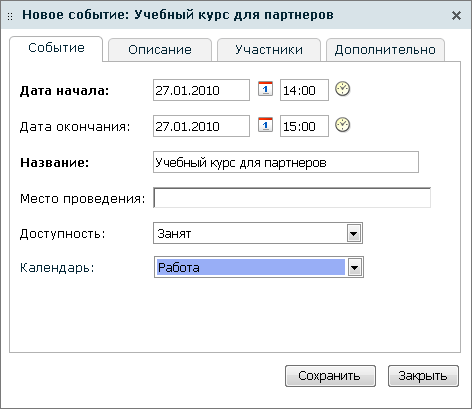 Новое событие: Учебный курс для партнеров
Событие Описание Участники Дополнительно
Дата начала: 27.01.2010 1 14:00
Дата окончания: 27.01.2010 1 15:00
Название: Учебный курс для партнеров
Место проведения:
Доступность: Занят
Календарь: Работа
Сохранить Закрыть